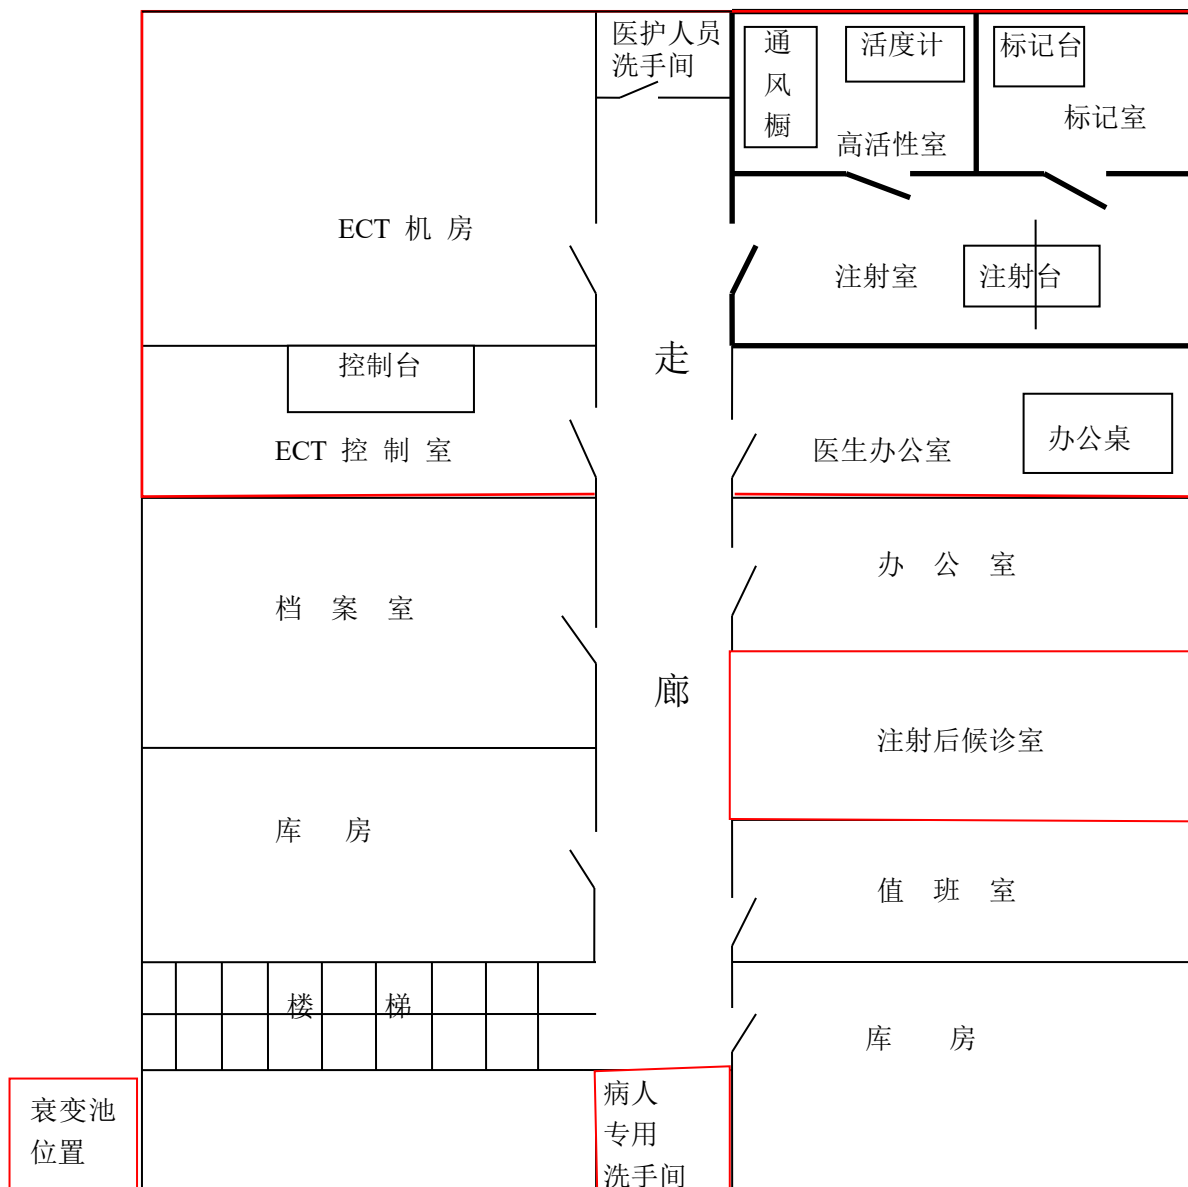 医护人员
洗手间
通
风
橱
活度计
标记台
标记室
高活性室
ECT 机 房
注射室
注射台
走
控制台
ECT 控 制 室
医生办公室
办公桌
办 公 室
档 案 室
廊
注射后候诊室
库 房
值 班 室
楼 梯
库 房
衰变池
位置
病人
专用
洗手间